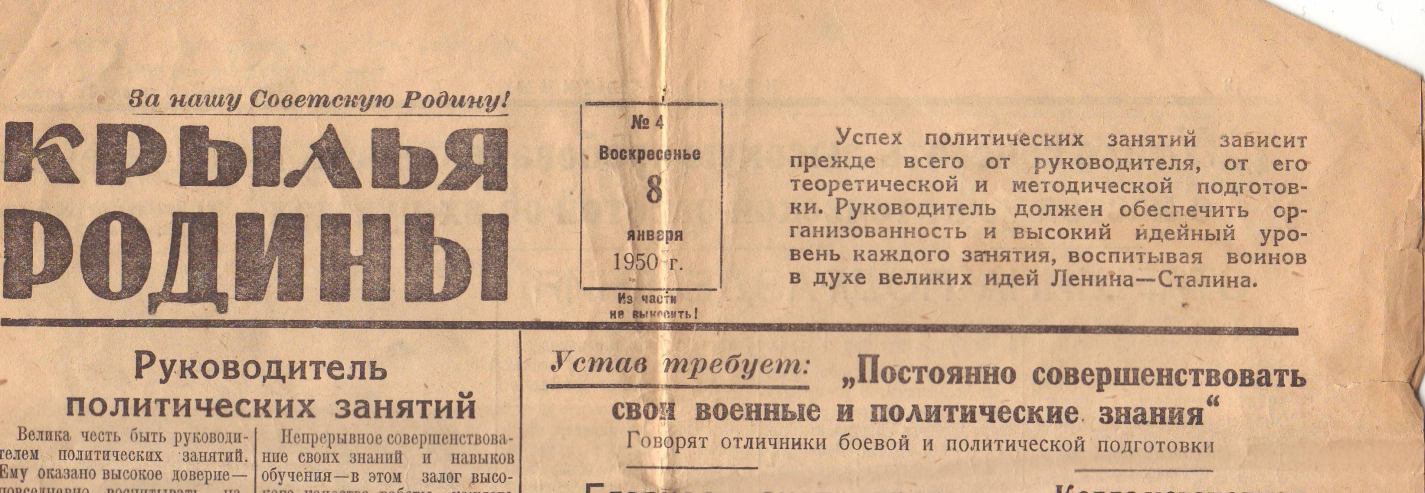 За нашу Советскую Родину!
КРЫЛЬЯ
РОДИНЫ
№ 4
Воскресенье
8
января
1950 г.
Из части
не выносить!
Успех политических занятий зависит
прежде всего от руководителя, от его
теоретической и методической подготов-
ки. Руководитель должен обеспечить ор-
ганизованность и высокий идейный уро-
вень каждого занятия, воспитывая воинов
в духе великих идей Ленина—Сталина.
Руководитель
политических занятий
Велика честь быть руководи-
телем политических занятий.
Ему оказано высокое доверие—
повседневно воспитывать
Непрерывное совершенствова-
ние своих знаний и навыков
обучения—в этом залог высо-
Устав требует: „Постоянно совершенствовать
свои военные и политические знания“
Говорят отличники боевой и политической подготовки